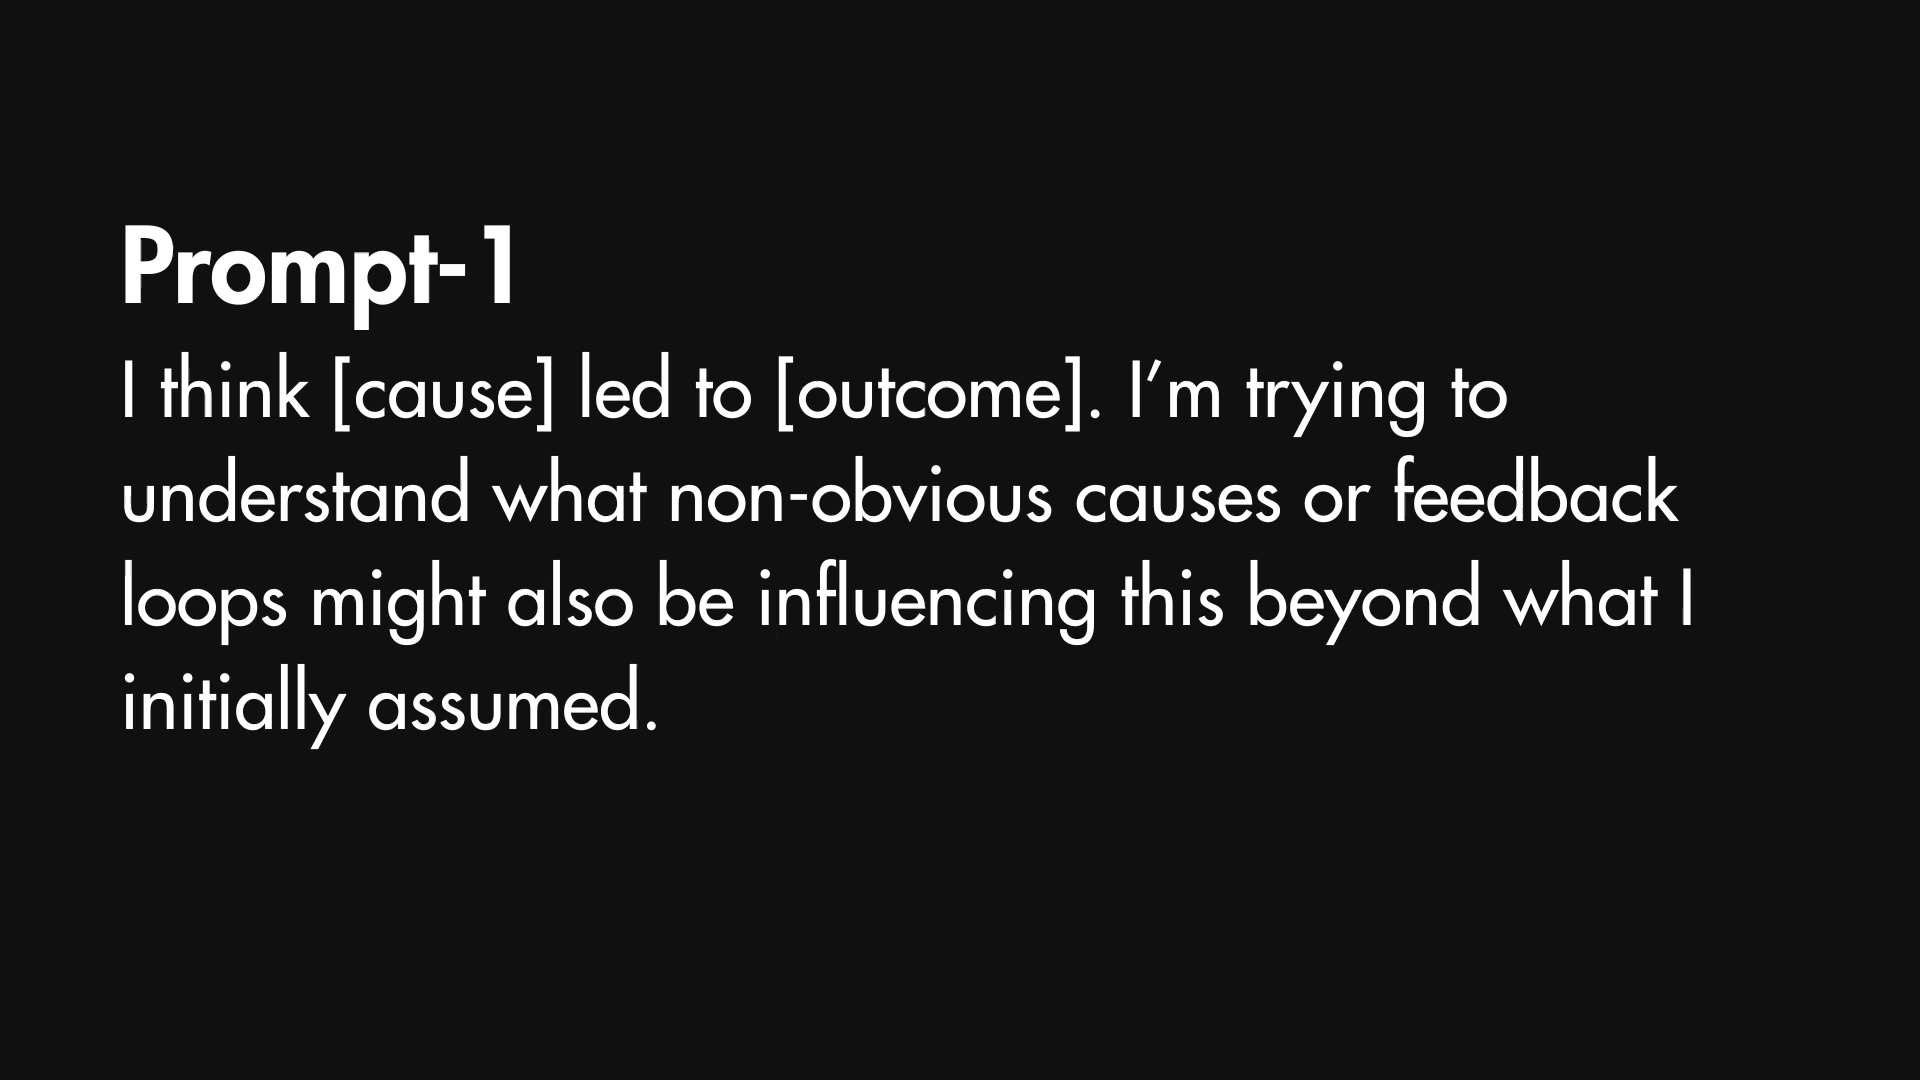 Prompt-1
I think [cause] led to [outcome]. I’m trying to
understand what non-obvious causes or feedback
loops might also be influencing this beyond what I
initially assumed.